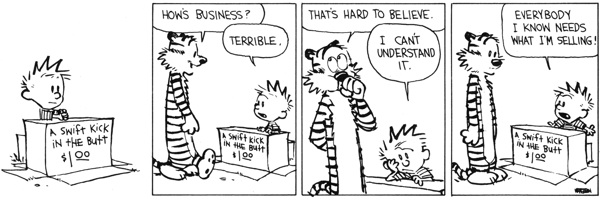 A SWIFT KICK
IN THE BUTT
$1.00
HOW'S BUSINESS?
TERRIBLE.
A SWIFT KICK
IN THE BUTT
$1.00
THAT'S HARD TO BELIEVE.
I CAN'T
UNDERSTAND
IT.
EVERYBODY
I KNOW NEEDS
WHAT I'M SELLING!
A SWIFT KICK
IN THE BUTT
$1.00